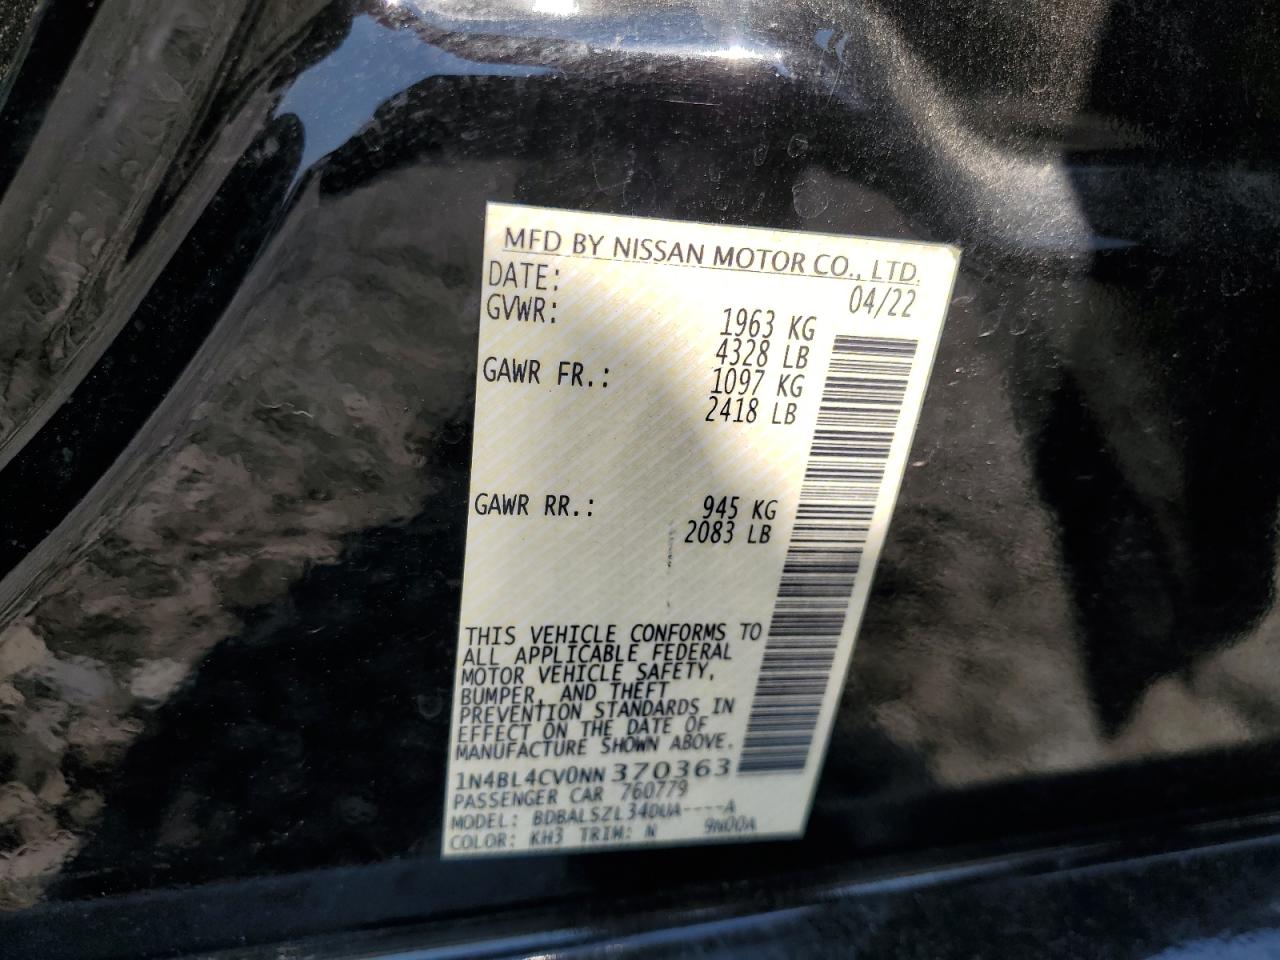 MFD BY NISSAN MOTOR CO., LTD.
DATE: 04/22
GVWR: 1963 KG
4328 LB
GAWR FR.: 1097 KG
2418 LB
GAWR RR.: 945 KG
2083 LB
THIS VEHICLE CONFORMS TO
ALL APPLICABLE FEDERAL
MOTOR VEHICLE SAFETY,
BUMPER, AND THEFT
PREVENTION STANDARDS IN
EFFECT ON THE DATE OF
MANUFACTURE SHOWN ABOVE.
1N4BL4CV0NN370363
PASSENGER CAR 760779
MODEL: BDBALSZL340UA----A
COLOR: KH3 TRIM: N 9N00A